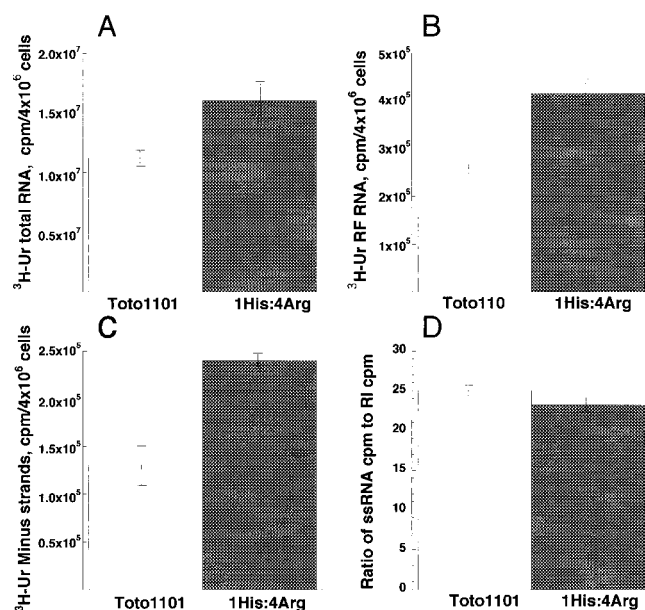 A
³H-Ur total RNA, cpm/4x10⁶ cells
2.0x10⁷
1.5x10⁷
1.0x10⁷
0.5x10⁷
Toto1101
1His:4Arg
B
³H-Ur RF RNA, cpm/4x10⁶ cells
5x10⁵
4x10⁵
3x10⁵
2x10⁵
1x10⁵
Toto110
1His:4Arg
C
³H-Ur Minus strands, cpm/4x10⁶ cells
2.5x10⁵
2.0x10⁵
1.5x10⁵
1.0x10⁵
0.5x10⁵
Toto1101
1His:4Arg
D
Ratio of ssRNA cpm to RI cpm
30
25
20
15
10
5
0
Toto1101
1His:4Arg